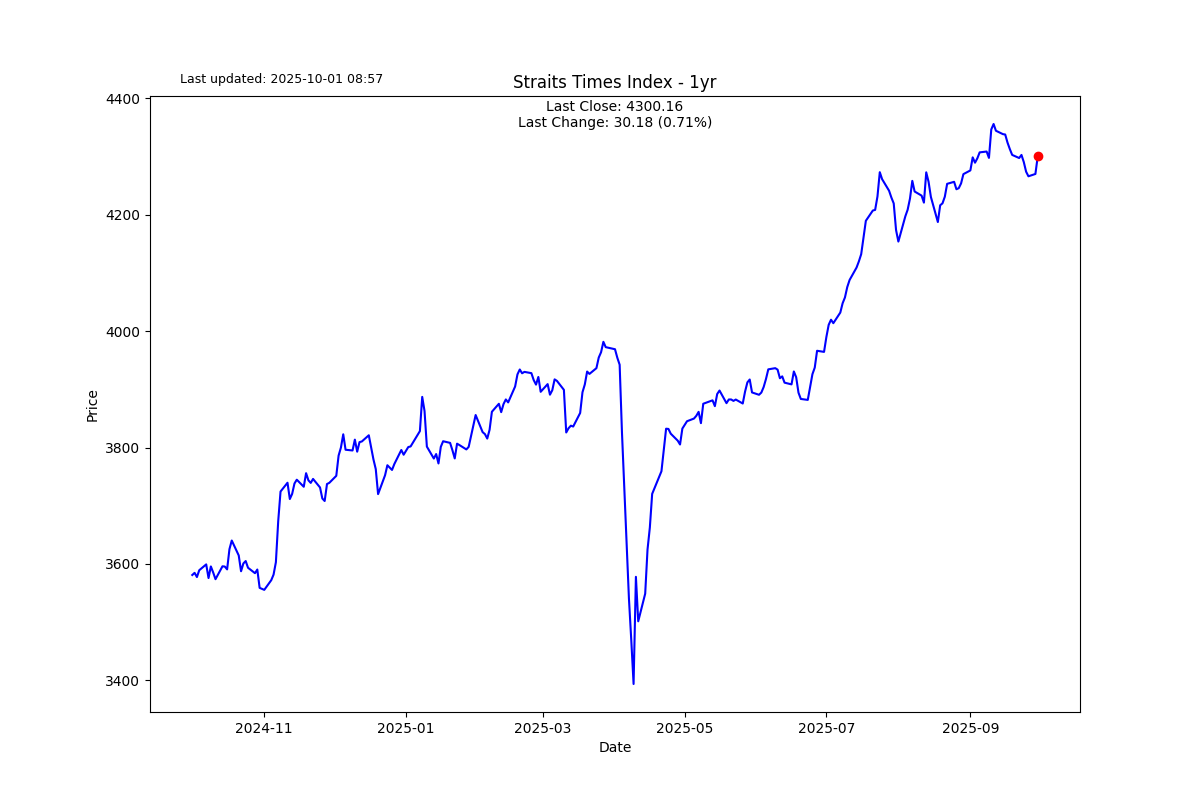 Last updated: 2025-10-01 08:57
Straits Times Index - 1yr
Last Close: 4300.16
Last Change: 30.18 (0.71%)
4400
4200
4000
3800
3600
3400
Price
2024-11
2025-01
2025-03
2025-05
2025-07
2025-09
Date